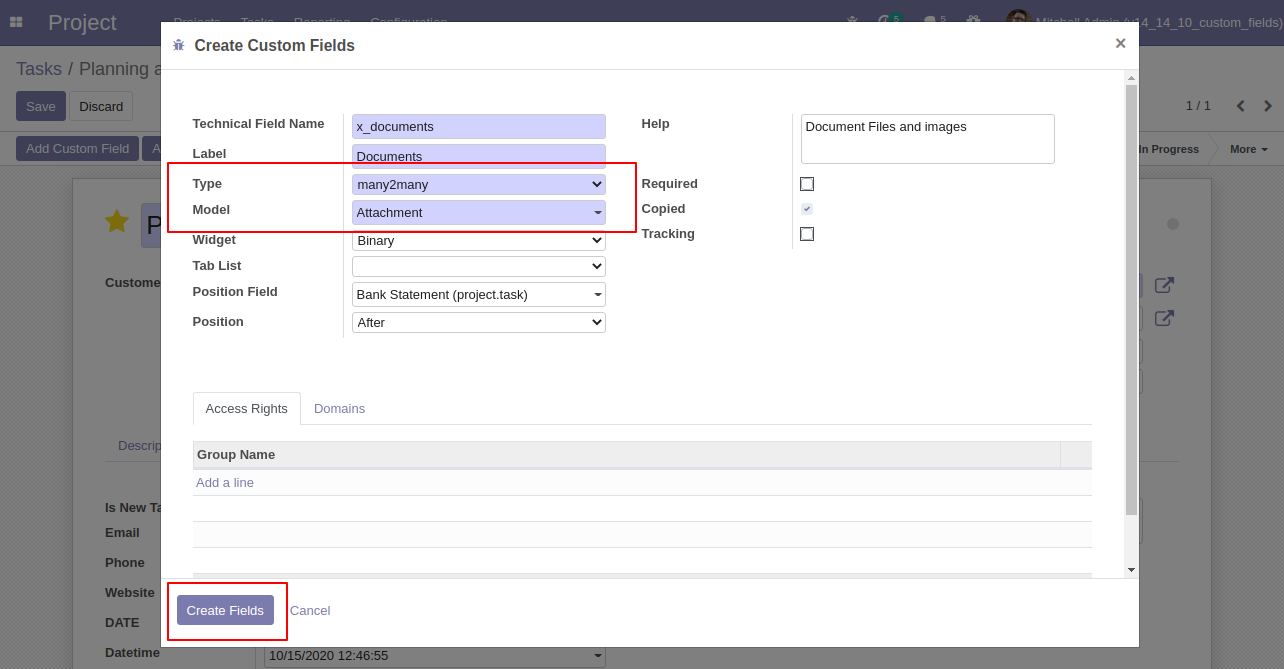 Project Projects Tasks Reporting Configuration 5 5 Mitchell Admin (v14_14_10_custom_fields)
Create Custom Fields ×
Tasks / Planning a
Save Discard 1 / 1
Add Custom Field A In Progress More
Technical Field Name x_documents Help Document Files and images
Label Documents
Type many2many Required
Model Attachment Copied
Widget Binary Tracking
Tab List
Position Field Bank Statement (project.task)
Position After
P
Custome
Access Rights Domains
Descrip
Group Name
Add a line
Is New Ta
Email
Phone
Website
Create Fields Cancel
DATE
Datetime 10/15/2020 12:46:55